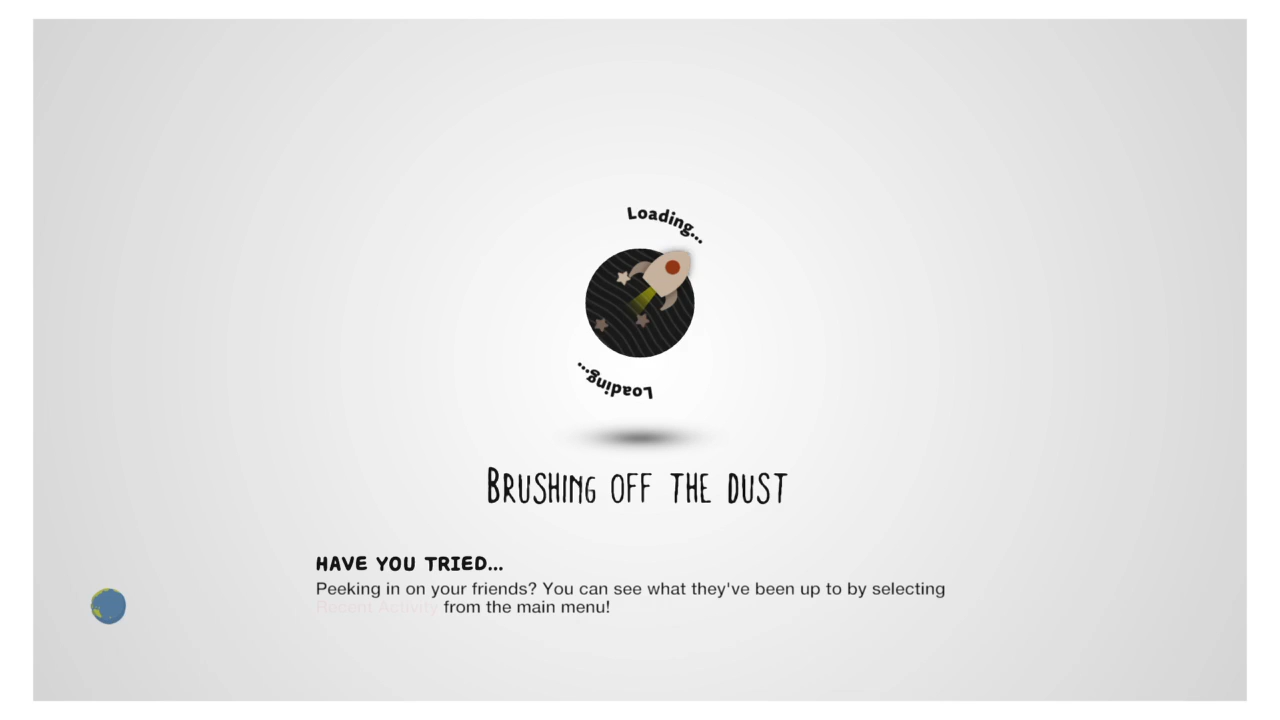 Loading...
Loading...
BRUSHING OFF THE DUST
HAVE YOU TRIED...
Peeking in on your friends? You can see what they've been up to by selecting
Recent Activity from the main menu!